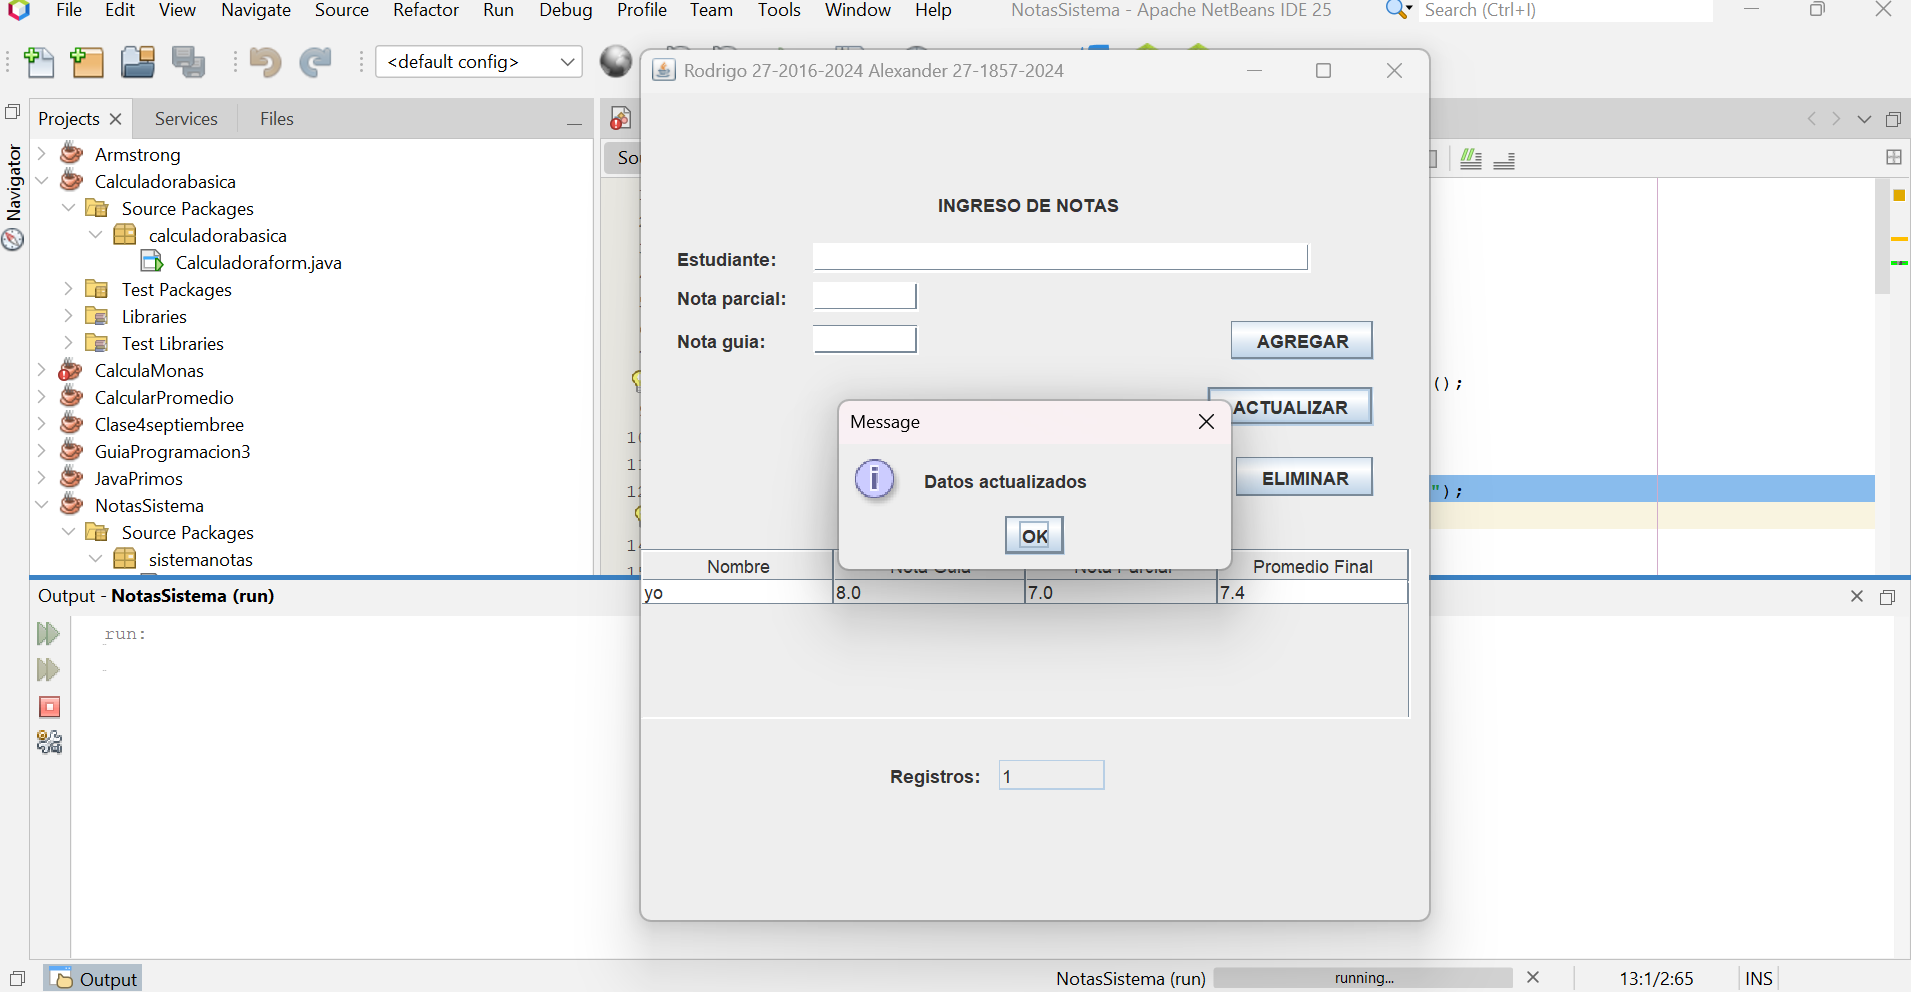 File Edit View Navigate Source Refactor Run Debug Profile Team Tools Window Help NotasSistema - Apache NetBeans IDE 25 Search (Ctrl+I)
<default config>
Rodrigo 27-2016-2024 Alexander 27-1857-2024
Projects Services Files
Navigator
Armstrong
Calculadorabasica
Source Packages
calculadorabasica
Calculadoraform.java
Test Packages
Libraries
Test Libraries
CalculaMonas
CalcularPromedio
Clase4septiembree
GuiaProgramacion3
JavaPrimos
NotasSistema
Source Packages
sistemanotas
();
");
INGRESO DE NOTAS
Estudiante:
Nota parcial:
Nota guia:
AGREGAR
ACTUALIZAR
ELIMINAR
Message
Datos actualizados
OK
Nombre Nota Guia Nota Parcial Promedio Final
yo 8.0 7.0 7.4
Registros: 1
Output - NotasSistema (run)
run:
Output
NotasSistema (run) running... 13:1/2:65 INS